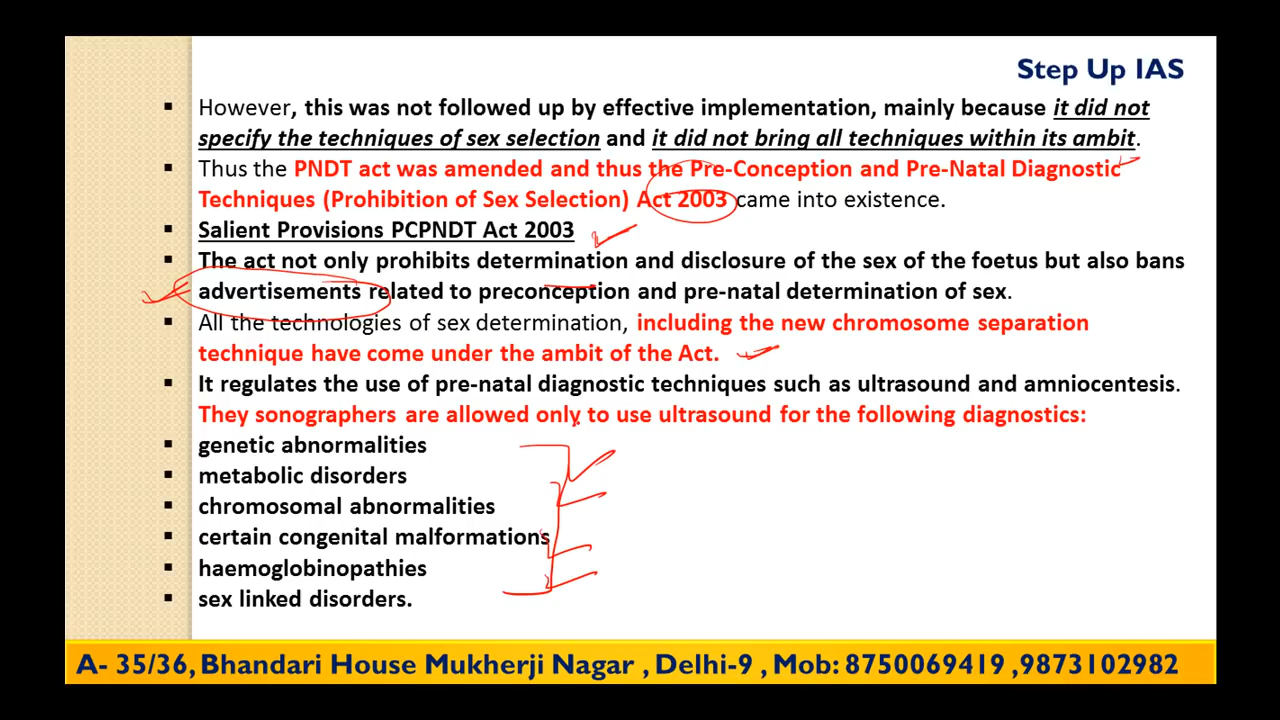 Step Up IAS
▪ However, this was not followed up by effective implementation, mainly because it did not
specify the techniques of sex selection and it did not bring all techniques within its ambit.
▪ Thus the PNDT act was amended and thus the Pre-Conception and Pre-Natal Diagnostic
Techniques (Prohibition of Sex Selection) Act 2003 came into existence.
▪ Salient Provisions PCPNDT Act 2003
▪ The act not only prohibits determination and disclosure of the sex of the foetus but also bans
advertisements related to preconception and pre-natal determination of sex.
▪ All the technologies of sex determination, including the new chromosome separation
technique have come under the ambit of the Act.
▪ It regulates the use of pre-natal diagnostic techniques such as ultrasound and amniocentesis.
They sonographers are allowed only to use ultrasound for the following diagnostics:
▪ genetic abnormalities
▪ metabolic disorders
▪ chromosomal abnormalities
▪ certain congenital malformations
▪ haemoglobinopathies
▪ sex linked disorders.
A- 35/36, Bhandari House Mukherji Nagar , Delhi-9 , Mob: 8750069419 ,9873102982